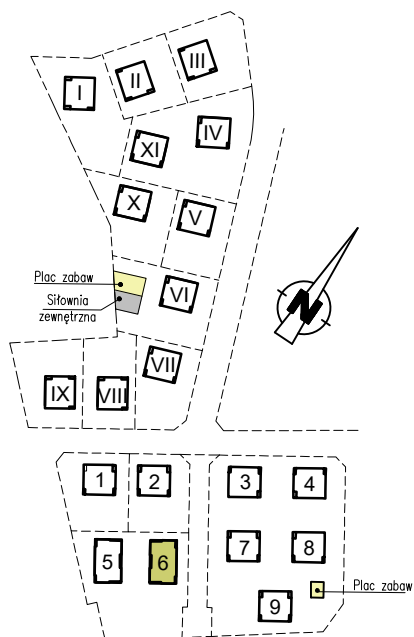 III
II
I
IV
XI
X
V
Plac zabaw
Siłownia
zewnętrzna
VI
N
VII
IX
VIII
1
2
3
4
5
6
7
8
Plac zabaw
9